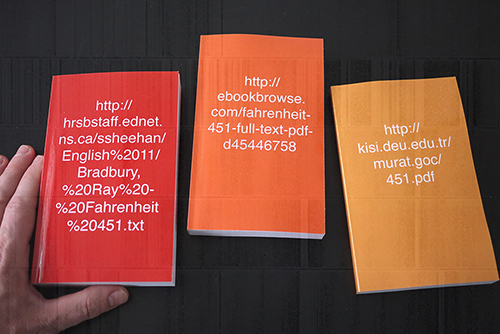 http://
hrsbstaff.ednet.
ns.ca/ssheehan/
English%2011/
Bradbury,
%20Ray%20-
%20Fahrenheit
%20451.txt
http://
ebookbrowse.
com/fahrenheit-
451-full-text-pdf-
d45446758
http://
kisi.deu.edu.tr/
murat.goc/
451.pdf